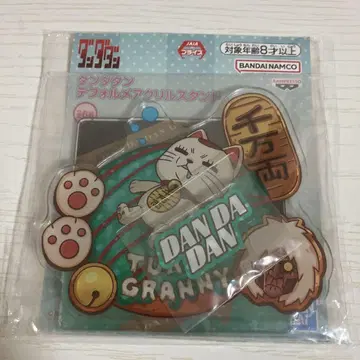 ダンダダン
対象年齢8才以上
BANDAI NAMCO
ダンダダン
デフォルメアクリルスタンド
千万両
DAN DA
DAN
TURBO
GRANNY